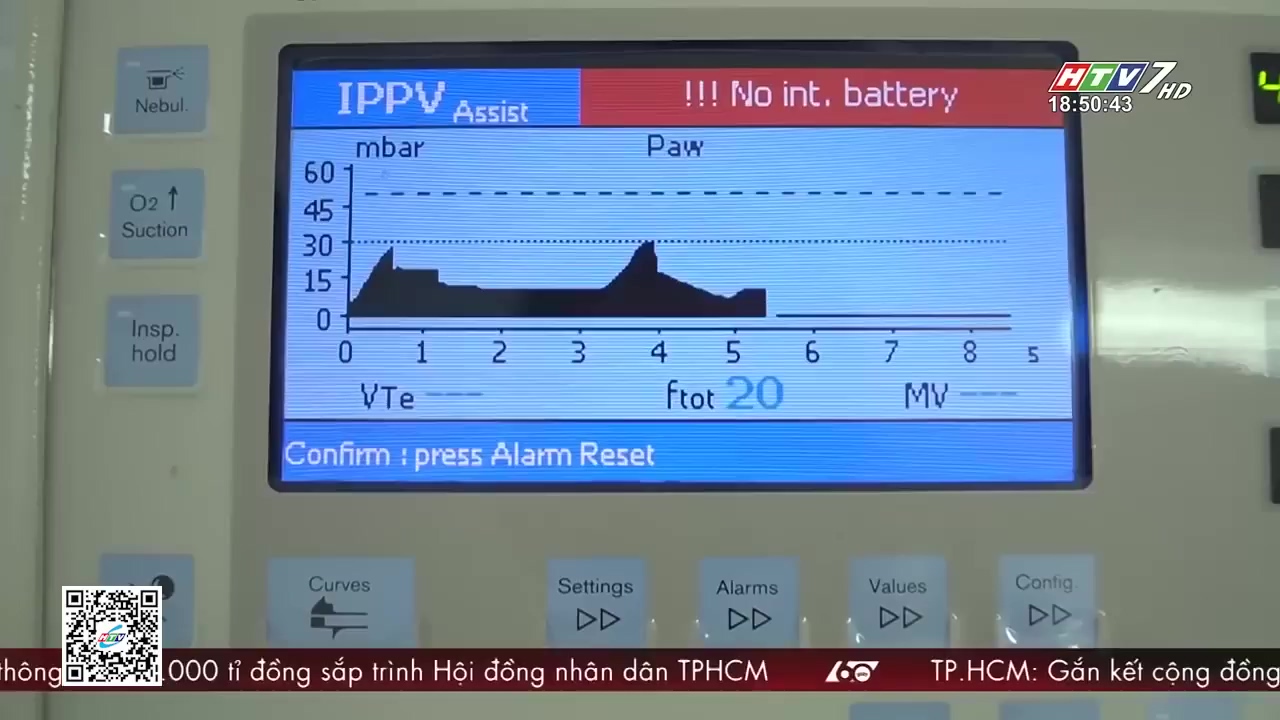 HTV7 HD
18:50:43
IPPV Assist
!!! No int. battery
mbar
Paw
60
45
30
15
0
0 1 2 3 4 5 6 7 8 s
VTe ---
ftot 20
MV ---
Confirm : press Alarm Reset
Nebul.
O2 ↑
Suction
Insp.
hold
Curves
Settings
Alarms
Values
Config.
HTV
thông
.000 tỉ đồng sắp trình Hội đồng nhân dân TPHCM
60 giây
TP.HCM: Gắn kết cộng đồng